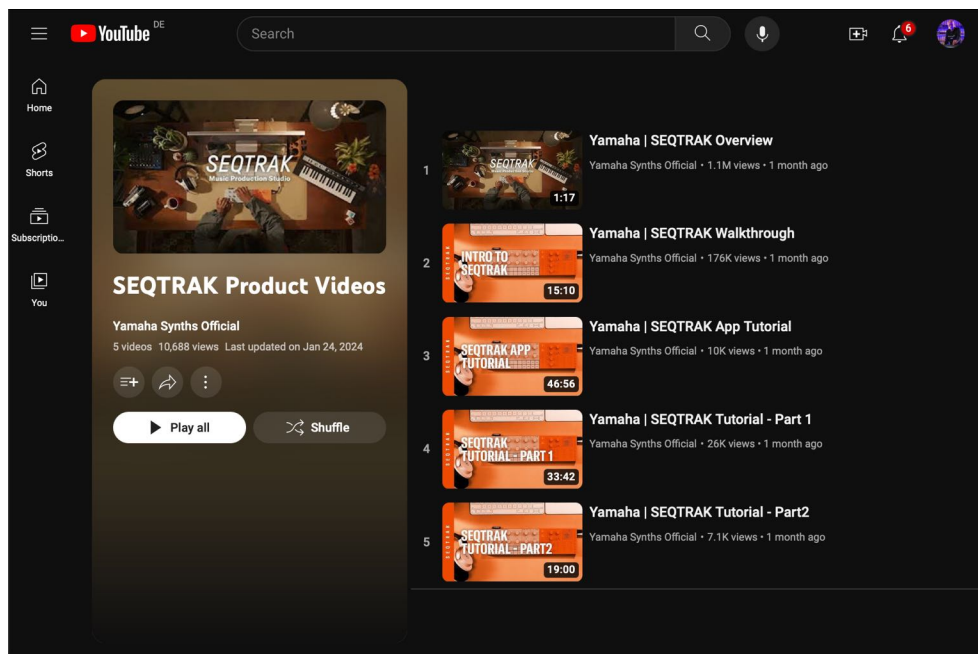 YouTube DE
Search
6
Home
Shorts
Subscriptio...
You
SEQTRAK
Music Production Studio
SEQTRAK Product Videos
Yamaha Synths Official
5 videos 10,688 views Last updated on Jan 24, 2024
Play all
Shuffle
1
SEQTRAK
1:17
Yamaha | SEQTRAK Overview
Yamaha Synths Official • 1.1M views • 1 month ago
2
SEQTRAK
INTRO TO
SEQTRAK
15:10
Yamaha | SEQTRAK Walkthrough
Yamaha Synths Official • 176K views • 1 month ago
3
SEQTRAK
SEQTRAK APP
TUTORIAL
46:56
Yamaha | SEQTRAK App Tutorial
Yamaha Synths Official • 10K views • 1 month ago
4
SEQTRAK
SEQTRAK
TUTORIAL - PART 1
33:42
Yamaha | SEQTRAK Tutorial - Part 1
Yamaha Synths Official • 26K views • 1 month ago
5
SEQTRAK
SEQTRAK
TUTORIAL - PART2
19:00
Yamaha | SEQTRAK Tutorial - Part2
Yamaha Synths Official • 7.1K views • 1 month ago